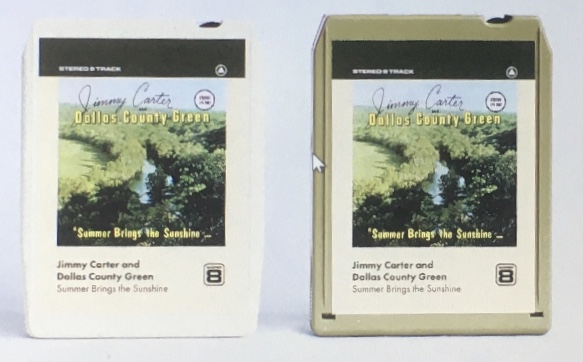 STEREO 8 TRACK
Jimmy Carter
and
Dallas County Green
"Summer Brings the Sunshine ...
Jimmy Carter and
Dallas County Green
Summer Brings the Sunshine
8
STEREO 8 TRACK
Jimmy Carter
and
Dallas County Green
"Summer Brings the Sunshine ...
Jimmy Carter and
Dallas County Green
Summer Brings the Sunshine
8